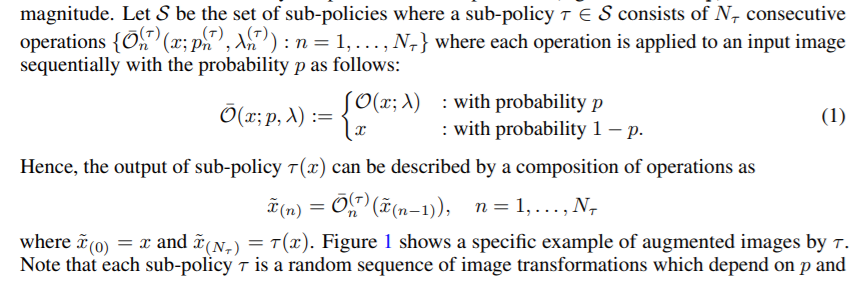 magnitude. Let $\mathcal{S}$ be the set of sub-policies where a sub-policy $\tau \in \mathcal{S}$ consists of $N_\tau$ consecutive
operations $\{\bar{\mathcal{O}}_n^{(\tau)}(x; p_n^{(\tau)}, \lambda_n^{(\tau)}) : n = 1, \ldots, N_\tau\}$ where each operation is applied to an input image
sequentially with the probability $p$ as follows:
$\bar{\mathcal{O}}(x; p, \lambda) := \begin{cases} \mathcal{O}(x; \lambda) & : \text{with probability } p \\ x & : \text{with probability } 1 - p. \end{cases}$ (1)
Hence, the output of sub-policy $\tau(x)$ can be described by a composition of operations as
$\tilde{x}_{(n)} = \bar{\mathcal{O}}_n^{(\tau)}(\tilde{x}_{(n-1)}), \quad n = 1, \ldots, N_\tau$
where $\tilde{x}_{(0)} = x$ and $\tilde{x}_{(N_\tau)} = \tau(x)$. Figure 1 shows a specific example of augmented images by $\tau$.
Note that each sub-policy $\tau$ is a random sequence of image transformations which depend on $p$ and